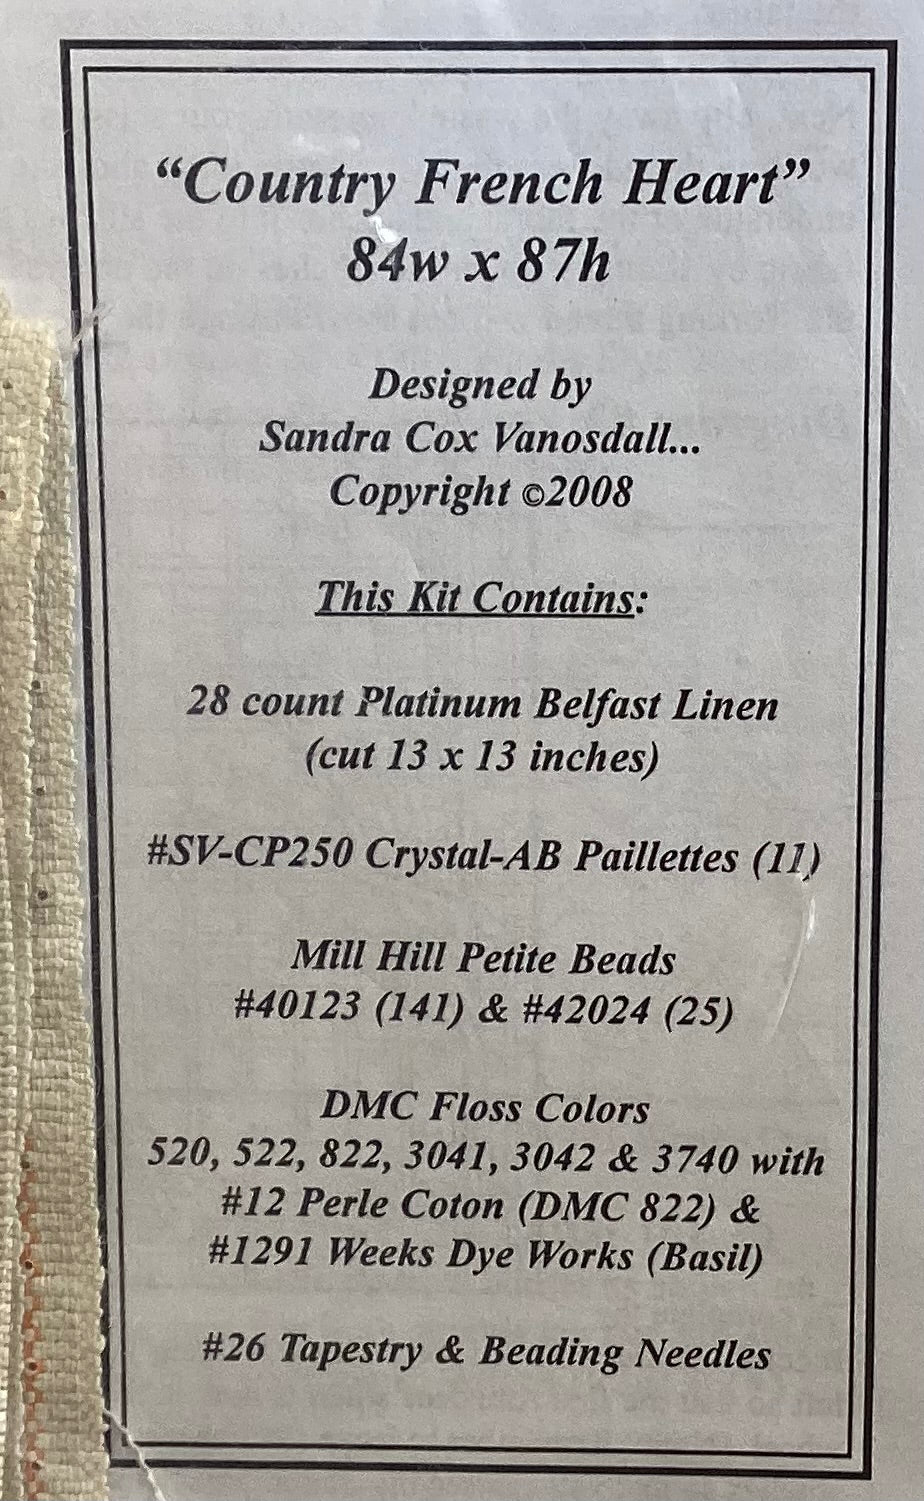 “Country French Heart”
84w x 87h
Designed by
Sandra Cox Vanosdall...
Copyright ©2008
This Kit Contains:
28 count Platinum Belfast Linen
(cut 13 x 13 inches)
#SV-CP250 Crystal-AB Paillettes (11)
Mill Hill Petite Beads
#40123 (141) & #42024 (25)
DMC Floss Colors
520, 522, 822, 3041, 3042 & 3740 with
#12 Perle Coton (DMC 822) &
#1291 Weeks Dye Works (Basil)
#26 Tapestry & Beading Needles